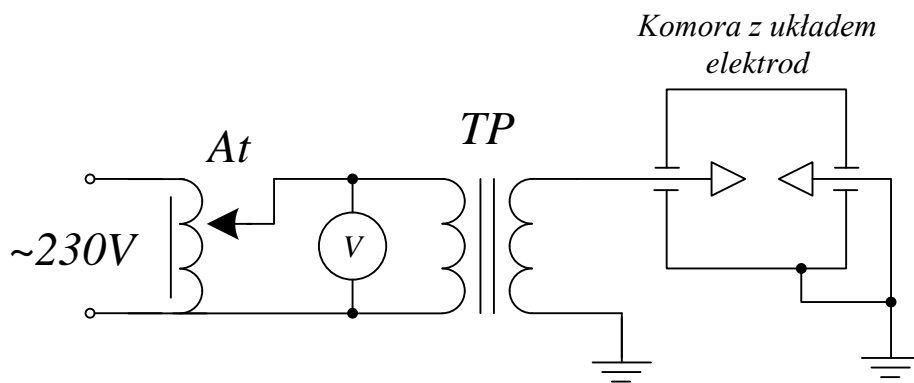 Komora z układem
elektrod
TP
At
~230V
V